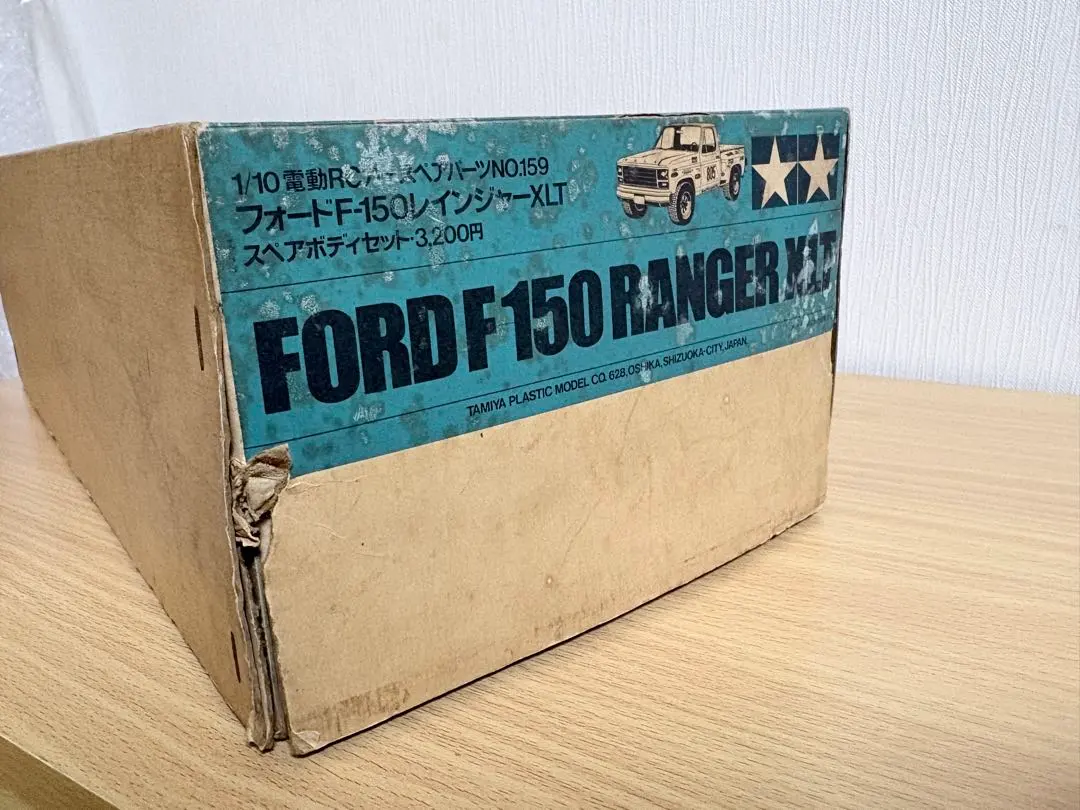 1/10 電動RCカースペアパーツNO.159
フォードF-150レインジャーXLT
スペアボディセット・3,200円
805
FORD F150 RANGER XLT
TAMIYA PLASTIC MODEL CO. 628, OSHIKA, SHIZUOKA-CITY, JAPAN.